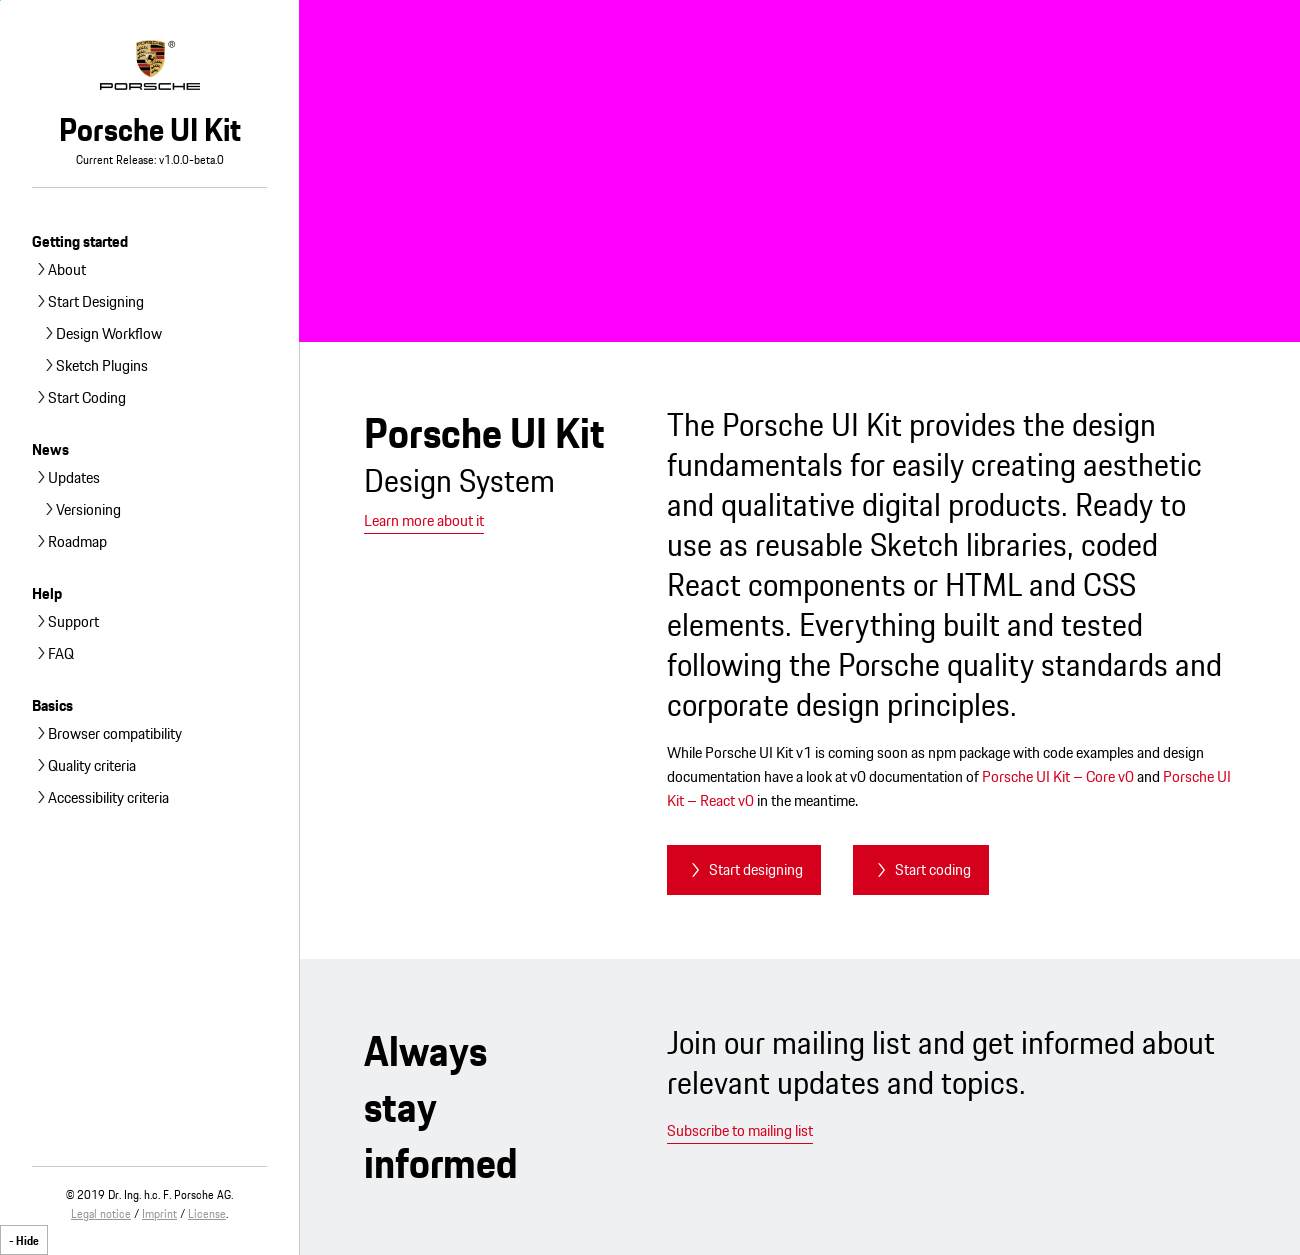 PORSCHE
®
Porsche UI Kit
Current Release: v1.0.0-beta.0
Getting started
About
Start Designing
Design Workflow
Sketch Plugins
Start Coding
News
Updates
Versioning
Roadmap
Help
Support
FAQ
Basics
Browser compatibility
Quality criteria
Accessibility criteria
© 2019 Dr. Ing. h.c. F. Porsche AG.
Legal notice / Imprint / License.
- Hide
Porsche UI Kit
Design System
Learn more about it
The Porsche UI Kit provides the design
fundamentals for easily creating aesthetic
and qualitative digital products. Ready to
use as reusable Sketch libraries, coded
React components or HTML and CSS
elements. Everything built and tested
following the Porsche quality standards and
corporate design principles.
While Porsche UI Kit v1 is coming soon as npm package with code examples and design
documentation have a look at v0 documentation of Porsche UI Kit – Core v0 and Porsche UI
Kit – React v0 in the meantime.
Start designing
Start coding
Always
stay
informed
Join our mailing list and get informed about
relevant updates and topics.
Subscribe to mailing list